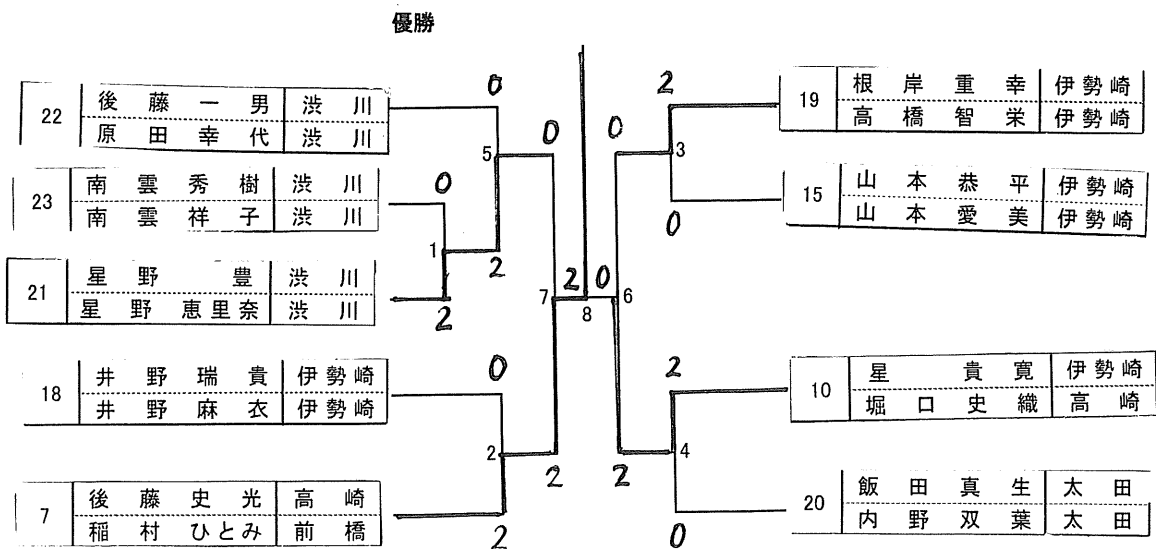 優勝
22 後藤一男 渋川
原田幸代 渋川
23 南雲秀樹 渋川
南雲祥子 渋川
21 星野豊 渋川
星野恵里奈 渋川
18 井野瑞貴 伊勢崎
井野麻衣 伊勢崎
7 後藤史光 高崎
稲村ひとみ 前橋
0
5
0
0
1
2
2
0
2
2
2
7
2
8
0
6
0
2
3
0
2
4
2
0
19 根岸重幸 伊勢崎
高橋智栄 伊勢崎
15 山本恭平 伊勢崎
山本愛美 伊勢崎
10 星貴寛 伊勢崎
堀口史織 高崎
20 飯田真生 太田
内野双葉 太田